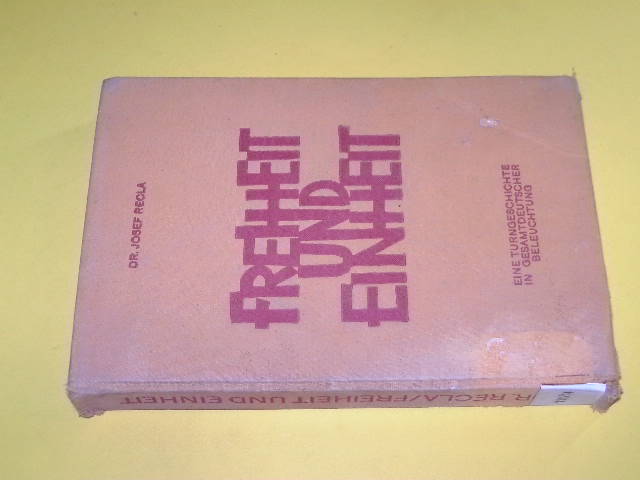 DR. JOSEF RECLA
FREIHEIT
UND
EINHEIT
EINE TURNGESCHICHTE
IN GESAMTDEUTSCHER
BELEUCHTUNG
R. RECLA/FREIHEIT UND EINHEIT